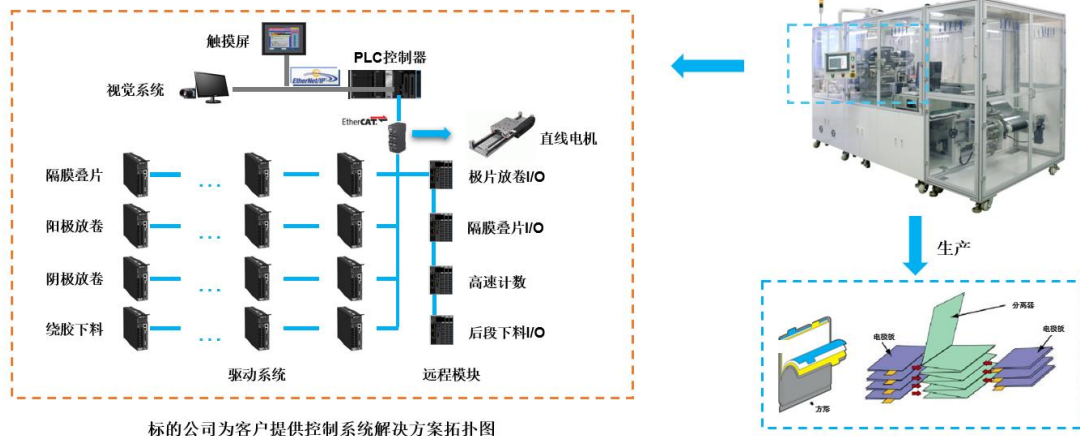 触摸屏
PLC控制器
EtherNet/IP
视觉系统
EtherCAT
直线电机
隔膜叠片
...
极片放卷I/O
阳极放卷
...
隔膜叠片I/O
阴极放卷
...
高速计数
绕胶下料
...
后段下料I/O
驱动系统
远程模块
标的公司为客户提供控制系统解决方案拓扑图
生产
分离器
电极板
电极板
方形